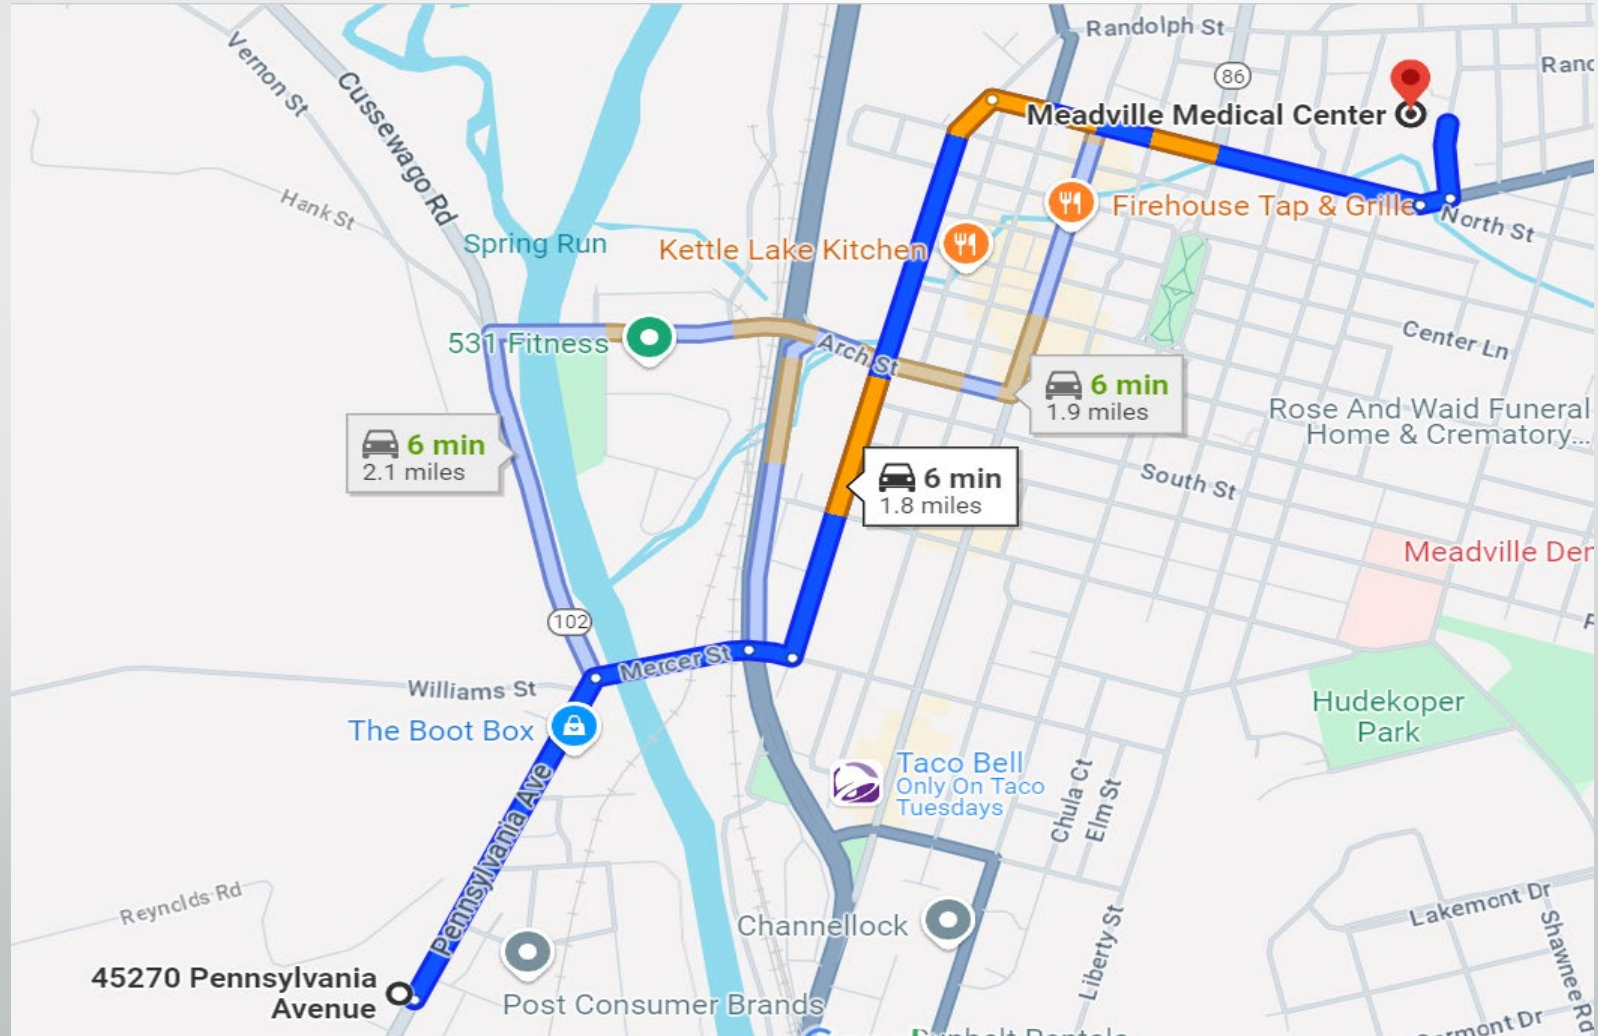 Randolph St
86
Vernon St
Cussewago Rd
Meadville Medical Center
Hank St
Spring Run
Kettle Lake Kitchen
Firehouse Tap & Grille
North St
531 Fitness
Arch St
Center Ln
6 min
1.9 miles
6 min
2.1 miles
Rose And Waid Funeral
Home & Crematory...
6 min
1.8 miles
South St
Meadville Der
102
Mercer St
Williams St
The Boot Box
Hudekoper
Park
Taco Bell
Only On Taco
Tuesdays
Chula Ct
Elm St
Pennsylvania Ave
Channellock
Liberty St
Lakemont Dr
Shawnee Rd
45270 Pennsylvania
Avenue
Post Consumer Brands